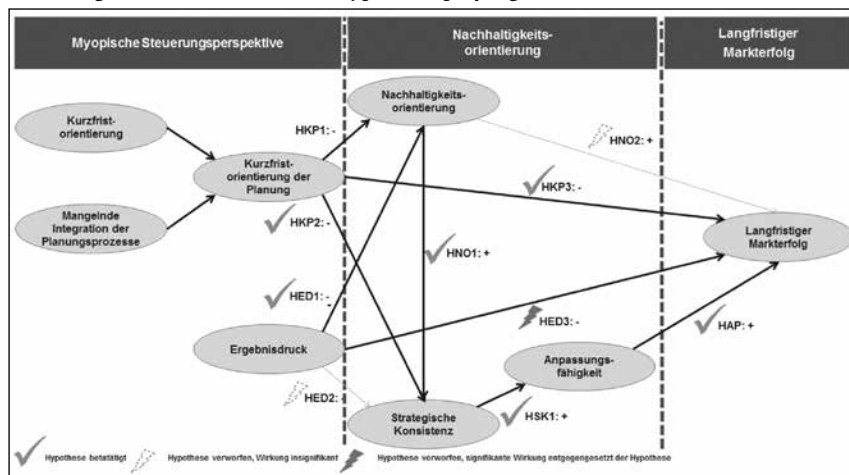 Myopische Steuerungsperspektive
Nachhaltigkeits-
orientierung
Langfristiger
Markterfolg
Kurzfrist-
orientierung
Mangelnde
Integration der
Planungsprozesse
Kurzfrist-
orientierung der
Planung
Ergebnisdruck
HKP1: -
HKP2: -
HED1: -
HED2: -
Nachhaltigkeits-
orientierung
HNO2: +
HKP3: -
HNO1: +
HED3: -
Anpassungs-
fähigkeit
Strategische
Konsistenz
HSK1: +
HAP: +
Langfristiger
Markterfolg
Hypothese betatätigt
Hypothese verworfen, Wirkung insignifikant
Hypothese verworfen, signifikante Wirkung entgegengesetzt der Hypothese